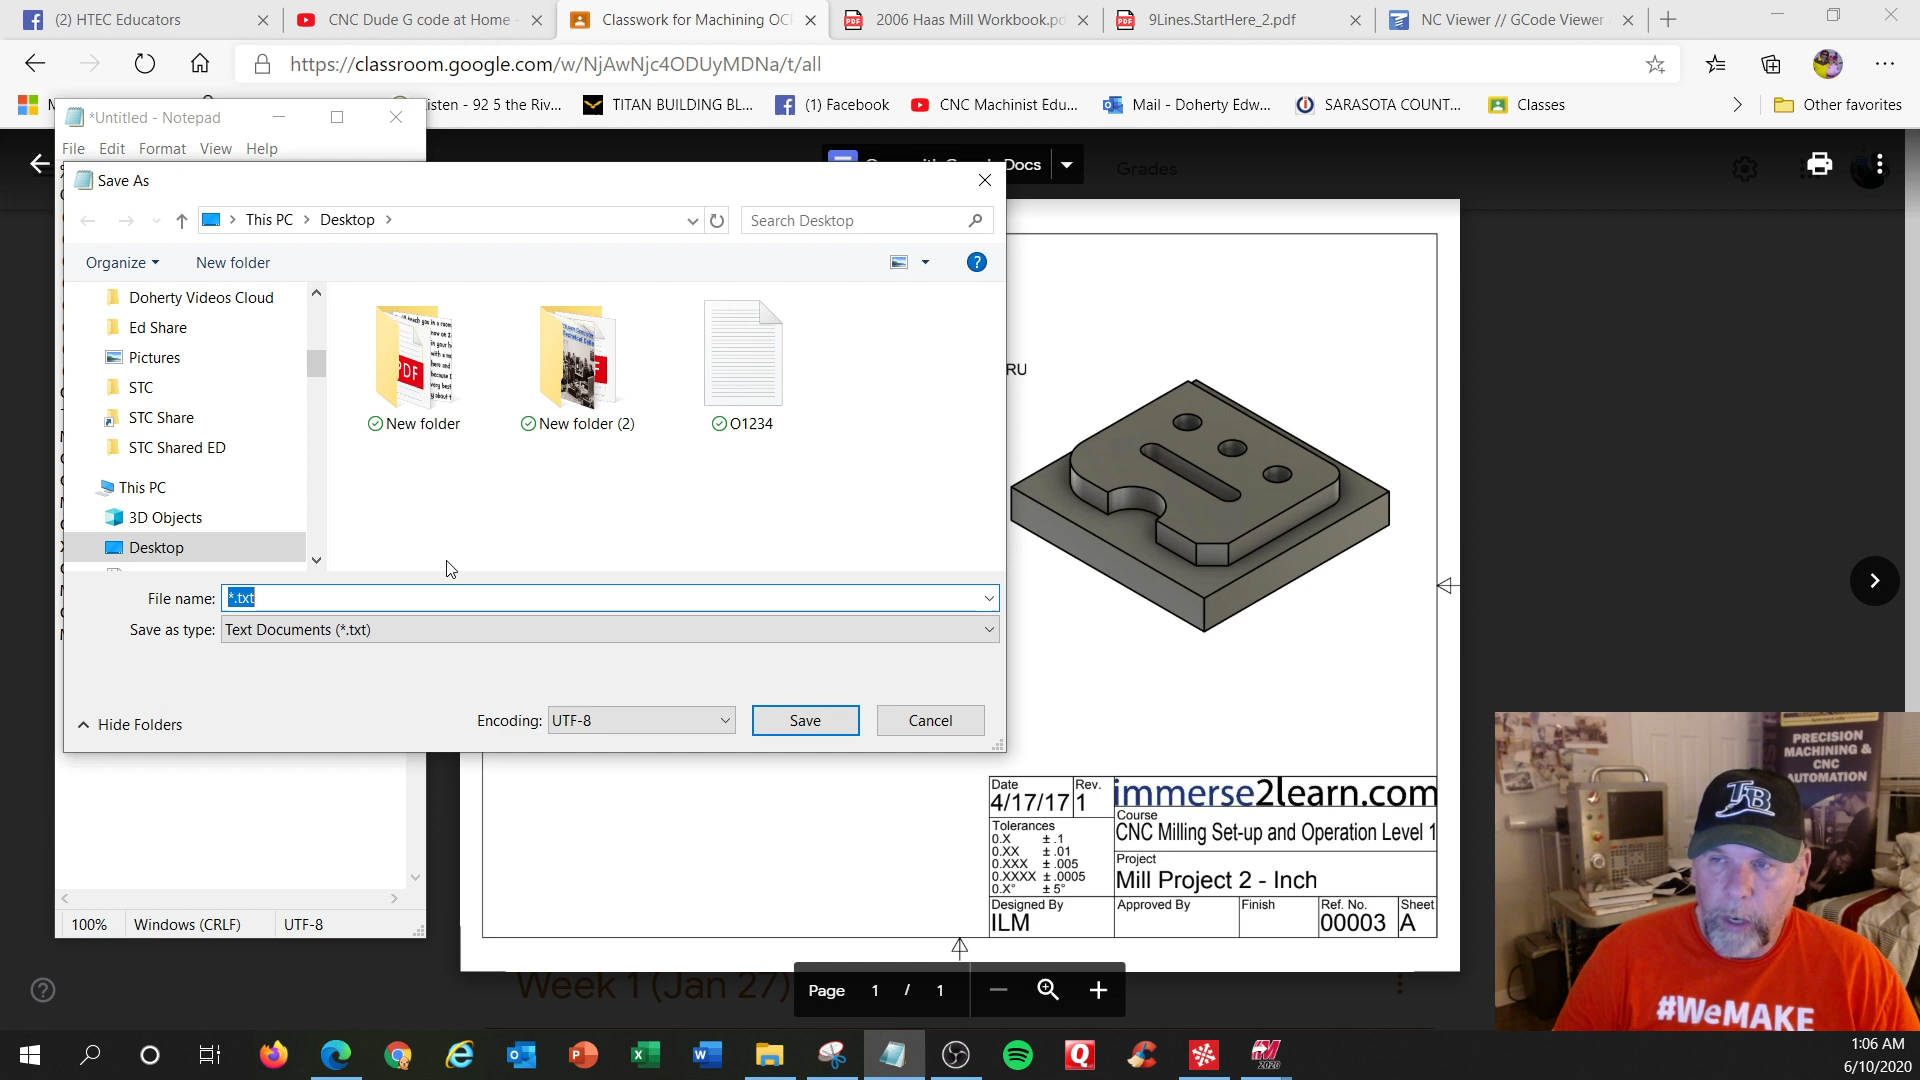 (2) HTEC Educators
CNC Dude G code at Home -
Classwork for Machining OCP
2006 Haas Mill Workbook.pd
9Lines.StartHere_2.pdf
NC Viewer // GCode Viewer
https://classroom.google.com/w/NjAwNjc4ODUyMDNa/t/all
isten - 92 5 the Riv...
TITAN BUILDING BL...
(1) Facebook
CNC Machinist Edu...
Mail - Doherty Edw...
SARASOTA COUNT...
Classes
Other favorites
*Untitled - Notepad
File Edit Format View Help
Docs
Grades
Save As
This PC > Desktop >
Search Desktop
Organize
New folder
Doherty Videos Cloud
Ed Share
Pictures
STC
STC Share
STC Shared ED
This PC
3D Objects
Desktop
New folder
New folder (2)
O1234
File name: *.txt
Save as type: Text Documents (*.txt)
Hide Folders
Encoding: UTF-8
Save
Cancel
RU
100%
Windows (CRLF)
UTF-8
Date
4/17/17
Rev.
1
immerse2learn.com
Tolerances
0.X ± .1
0.XX ± .01
0.XXX ± .005
0.XXXX ± .0005
0.X° ± 5°
Course
CNC Milling Set-up and Operation Level 1
Project
Mill Project 2 - Inch
Designed By
ILM
Approved By
Finish
Ref. No.
00003
Sheet
A
Week 1 (Jan 27)
Page 1 / 1
PRECISION
MACHINING &
CNC
AUTOMATION
TB
#WeMAKE
2020
1:06 AM
6/10/2020